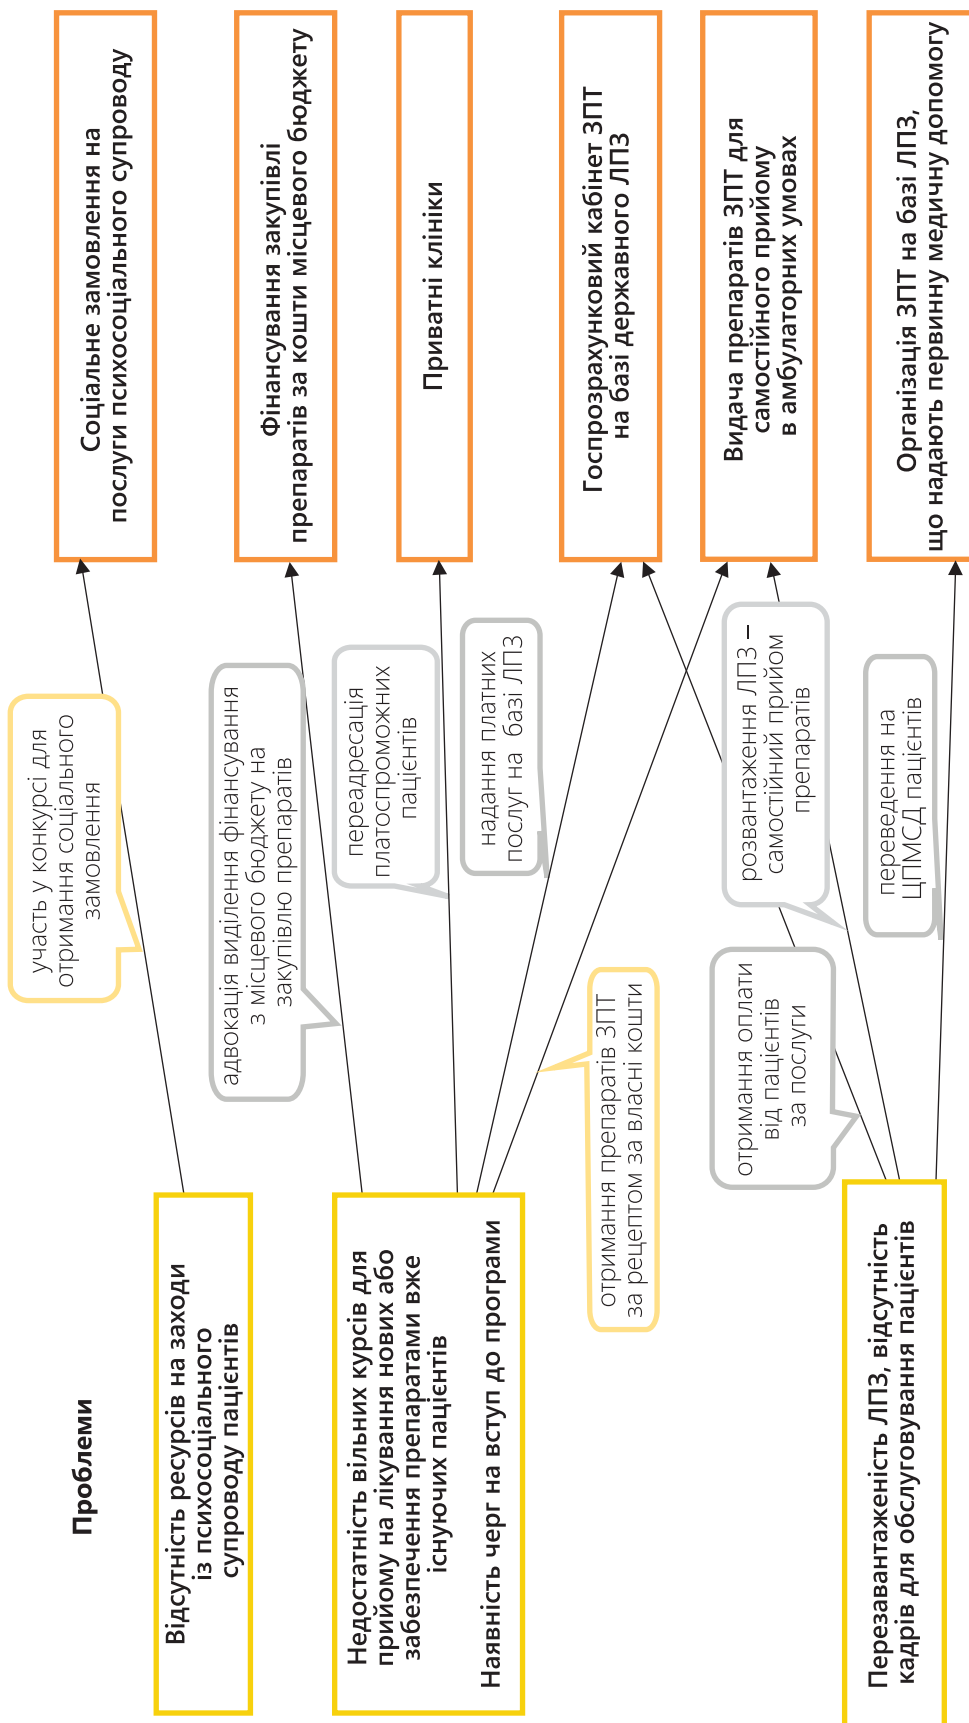 Проблеми
Відсутність ресурсів на заходи
із психосоціального
супроводу пацієнтів
Недостатність вільних курсів для
прийому на лікування нових або
забезпечення препаратами вже
існуючих пацієнтів
Наявність черг на вступ до програми
Перезавантаженість ЛПЗ, відсутність
кадрів для обслуговування пацієнтів
участь у конкурсі для
отримання соціального
замовлення
адвокація виділення фінансування
з місцевого бюджету на
закупівлю препаратів
переадресація
платоспроможних
пацієнтів
надання платних
послуг на базі ЛПЗ
отримання препаратів ЗПТ
за рецептом за власні кошти
отримання оплати
від пацієнтів
за послуги
розвантаження ЛПЗ –
самостійний прийом
препаратів
переведення на
ЦПМСД пацієнтів
Соціальне замовлення на
послуги психосоціального супроводу
Фінансування закупівлі
препаратів за кошти місцевого бюджету
Приватні клініки
Госпрозрахунковий кабінет ЗПТ
на базі державного ЛПЗ
Видача препаратів ЗПТ для
самостійного прийому
в амбулаторних умовах
Організація ЗПТ на базі ЛПЗ,
що надають первинну медичну допомогу